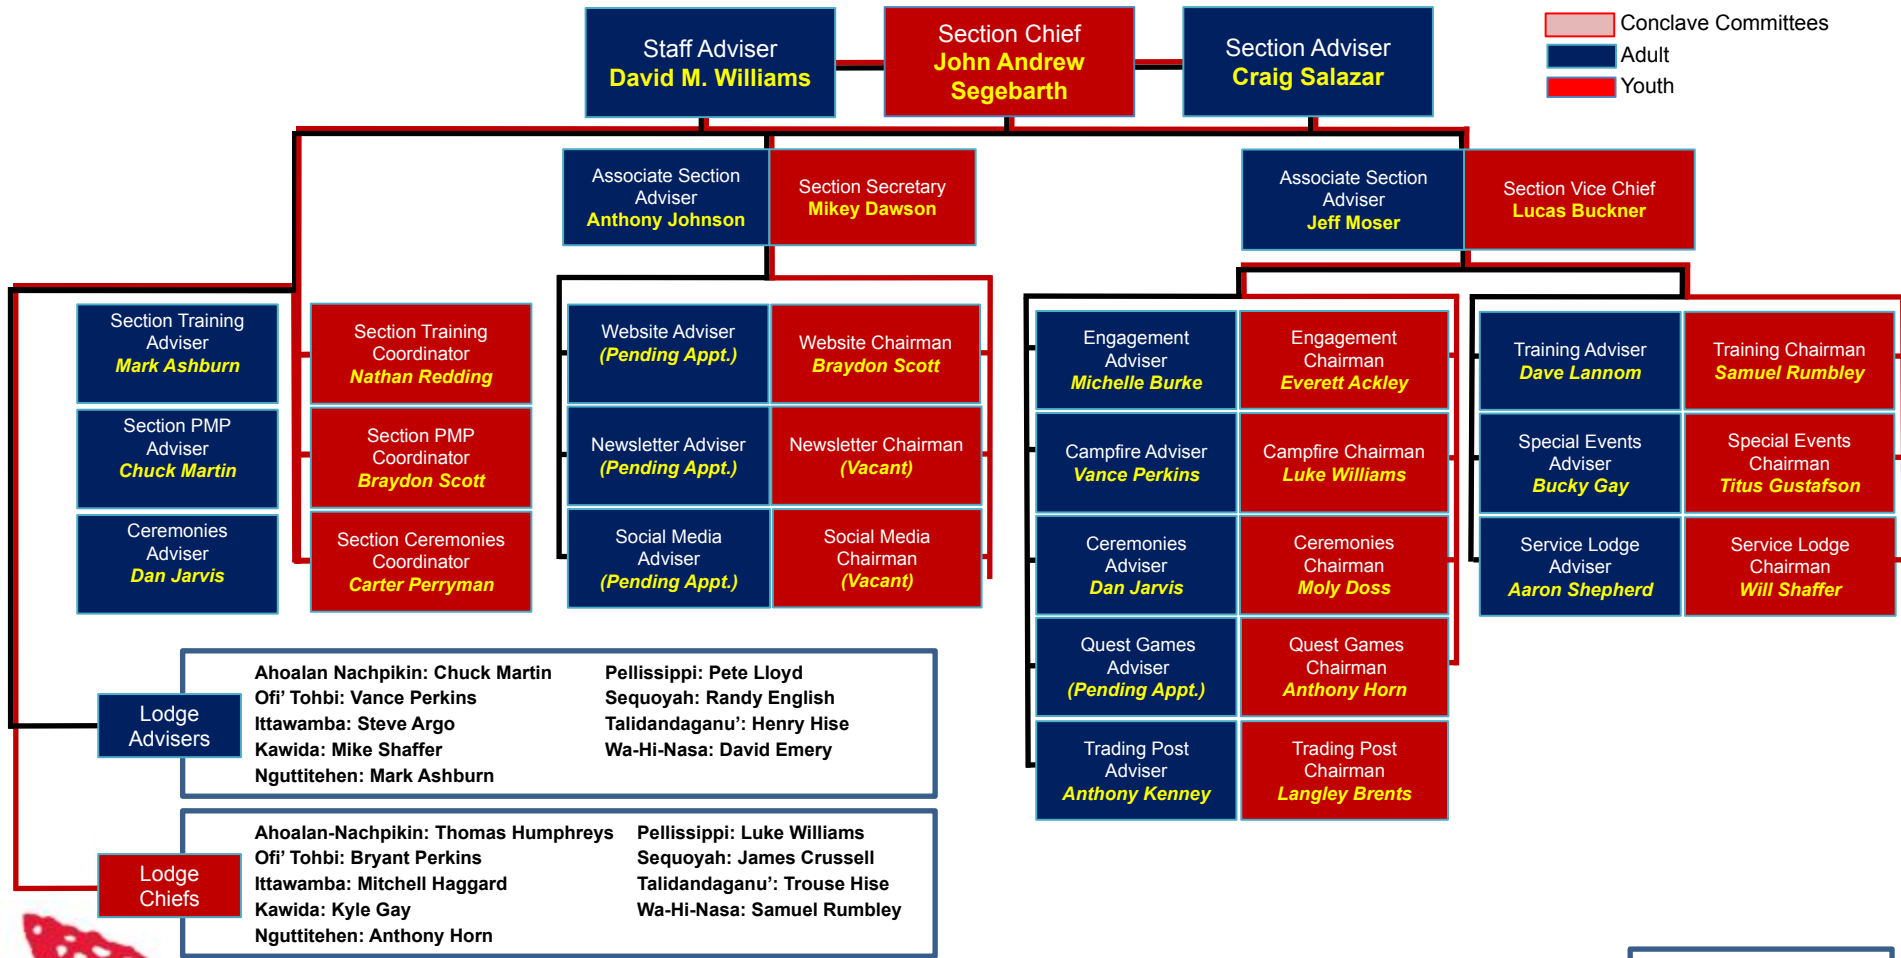 Staff Adviser
David M. Williams
Section Chief
John Andrew
Segebarth
Section Adviser
Craig Salazar
Conclave Committees
Adult
Youth
Associate Section
Adviser
Anthony Johnson
Section Secretary
Mikey Dawson
Associate Section
Adviser
Jeff Moser
Section Vice Chief
Lucas Buckner
Section Training
Adviser
Mark Ashburn
Section Training
Coordinator
Nathan Redding
Section PMP
Adviser
Chuck Martin
Section PMP
Coordinator
Braydon Scott
Ceremonies
Adviser
Dan Jarvis
Section Ceremonies
Coordinator
Carter Perryman
Website Adviser
(Pending Appt.)
Website Chairman
Braydon Scott
Newsletter Adviser
(Pending Appt.)
Newsletter Chairman
(Vacant)
Social Media
Adviser
(Pending Appt.)
Social Media
Chairman
(Vacant)
Engagement
Adviser
Michelle Burke
Engagement
Chairman
Everett Ackley
Campfire Adviser
Vance Perkins
Campfire Chairman
Luke Williams
Ceremonies
Adviser
Dan Jarvis
Ceremonies
Chairman
Moly Doss
Quest Games
Adviser
(Pending Appt.)
Quest Games
Chairman
Anthony Horn
Trading Post
Adviser
Anthony Kenney
Trading Post
Chairman
Langley Brents
Training Adviser
Dave Lannom
Training Chairman
Samuel Rumbley
Special Events
Adviser
Bucky Gay
Special Events
Chairman
Titus Gustafson
Service Lodge
Adviser
Aaron Shepherd
Service Lodge
Chairman
Will Shaffer
Lodge
Advisers
Ahoalan Nachpikin: Chuck Martin
Ofi’ Tohbi: Vance Perkins
Ittawamba: Steve Argo
Kawida: Mike Shaffer
Nguttitehen: Mark Ashburn
Pellissippi: Pete Lloyd
Sequoyah: Randy English
Talidandaganu’: Henry Hise
Wa-Hi-Nasa: David Emery
Lodge
Chiefs
Ahoalan-Nachpikin: Thomas Humphreys
Ofi’ Tohbi: Bryant Perkins
Ittawamba: Mitchell Haggard
Kawida: Kyle Gay
Nguttitehen: Anthony Horn
Pellissippi: Luke Williams
Sequoyah: James Crussell
Talidandaganu’: Trouse Hise
Wa-Hi-Nasa: Samuel Rumbley